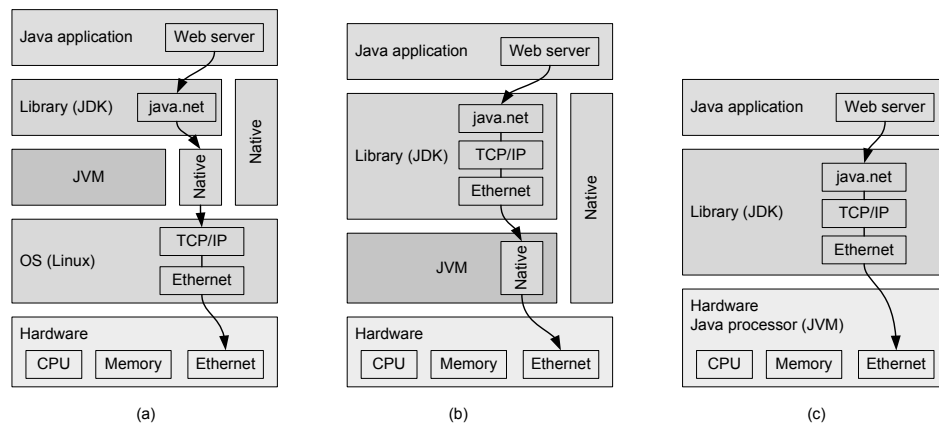 Java application
Web server
Library (JDK)
java.net
Native
JVM
Native
OS (Linux)
TCP/IP
Ethernet
Hardware
CPU
Memory
Ethernet
(a)
Java application
Web server
Library (JDK)
java.net
TCP/IP
Ethernet
Native
JVM
Native
Hardware
CPU
Memory
Ethernet
(b)
Java application
Web server
Library (JDK)
java.net
TCP/IP
Ethernet
Hardware
Java processor (JVM)
CPU
Memory
Ethernet
(c)